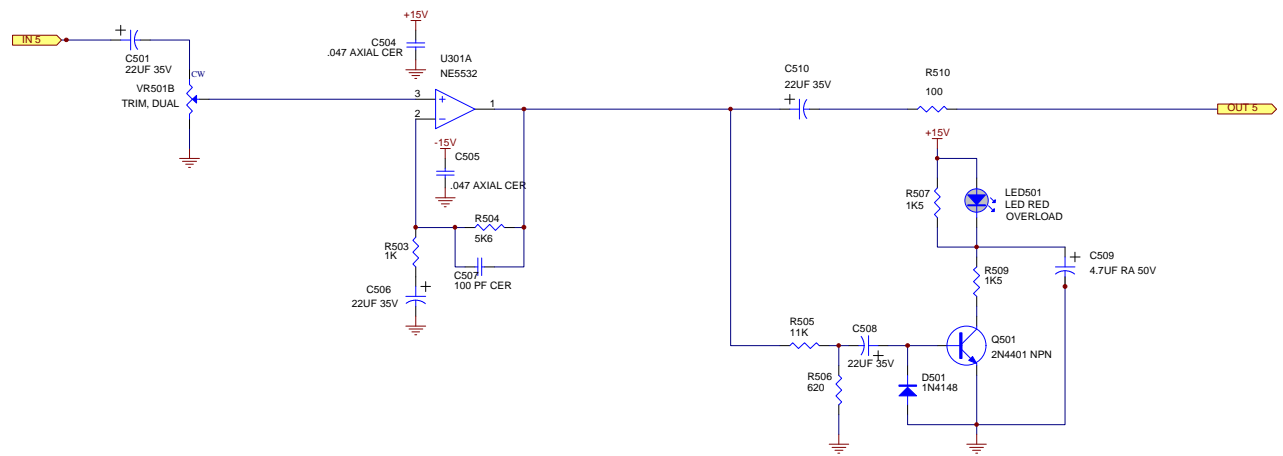 IN 5
+
C501
22UF 35V
CW
VR501B
TRIM, DUAL
+15V
C504
.047 AXIAL CER
U301A
NE5532
3
+
2
−
1
-15V
C505
.047 AXIAL CER
R504
5K6
R503
1K
C507
100 PF CER
C506
+
22UF 35V
C510
22UF 35V
+
R510
100
OUT 5
+15V
R507
1K5
LED501
LED RED
OVERLOAD
C509
+
4.7UF RA 50V
R509
1K5
R505
11K
C508
+
22UF 35V
Q501
2N4401 NPN
R506
620
D501
1N4148